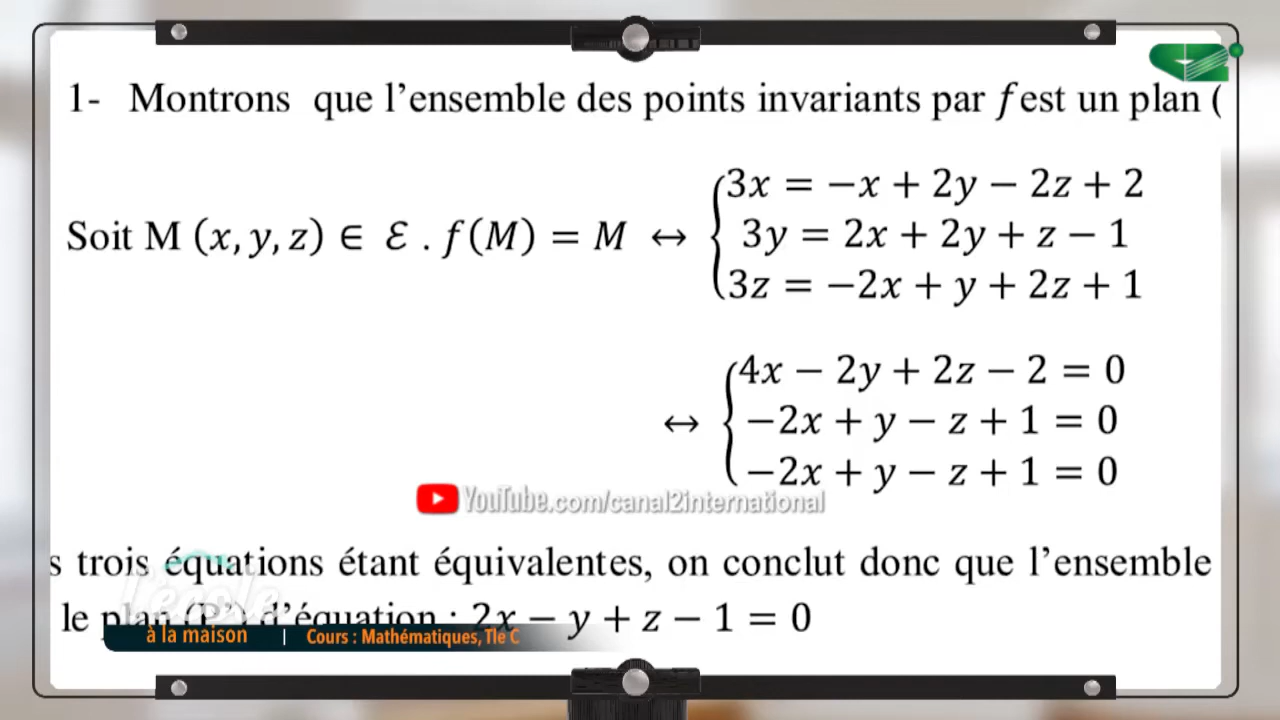 1- Montrons que l'ensemble des points invariants par f est un plan (
3x = −x + 2y − 2z + 2
Soit M (x, y, z) ∈ ℰ . f(M) = M ↔ { 3y = 2x + 2y + z − 1
3z = −2x + y + 2z + 1
4x − 2y + 2z − 2 = 0
↔ { −2x + y − z + 1 = 0
−2x + y − z + 1 = 0
YouTube.com/canal2international
s trois équations étant équivalentes, on conclut donc que l'ensemble
le plan (P') d'équation : 2x − y + z − 1 = 0
l'école
à la maison | Cours : Mathématiques, Tle C